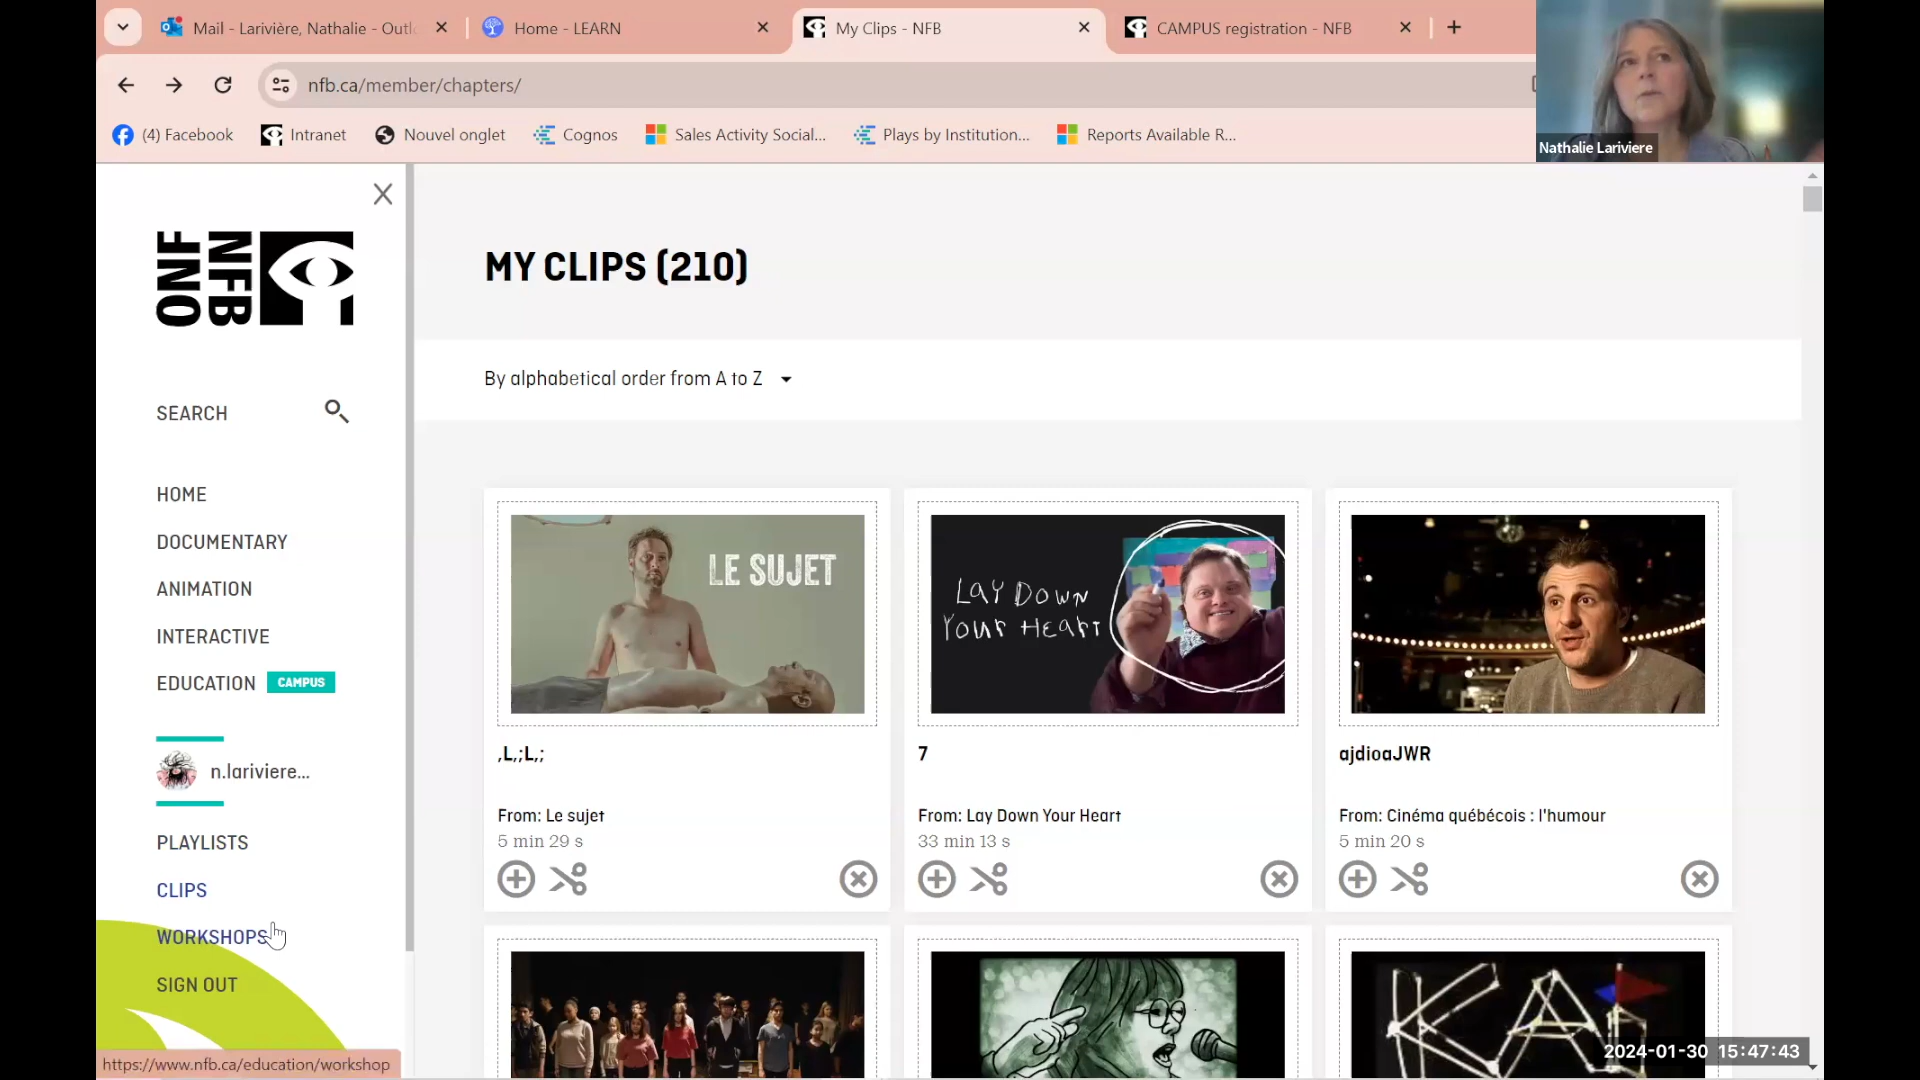 Mail - Larivière, Nathalie - Outl
Home - LEARN
My Clips - NFB
CAMPUS registration - NFB
nfb.ca/member/chapters/
(4) Facebook
Intranet
Nouvel onglet
Cognos
Sales Activity Social...
Plays by Institution...
Reports Available R...
Nathalie Lariviere
ONF
NFB
SEARCH
HOME
DOCUMENTARY
ANIMATION
INTERACTIVE
EDUCATION CAMPUS
n.lariviere...
PLAYLISTS
CLIPS
WORKSHOPS
SIGN OUT
https://www.nfb.ca/education/workshop
MY CLIPS (210)
By alphabetical order from A to Z
LE SUJET
,L,;L,;
From: Le sujet
5 min 29 s
LAY DOWN
YOUR HEART
7
From: Lay Down Your Heart
33 min 13 s
ajdioaJWR
From: Cinéma québécois : l'humour
5 min 20 s
2024-01-30 15:47:43